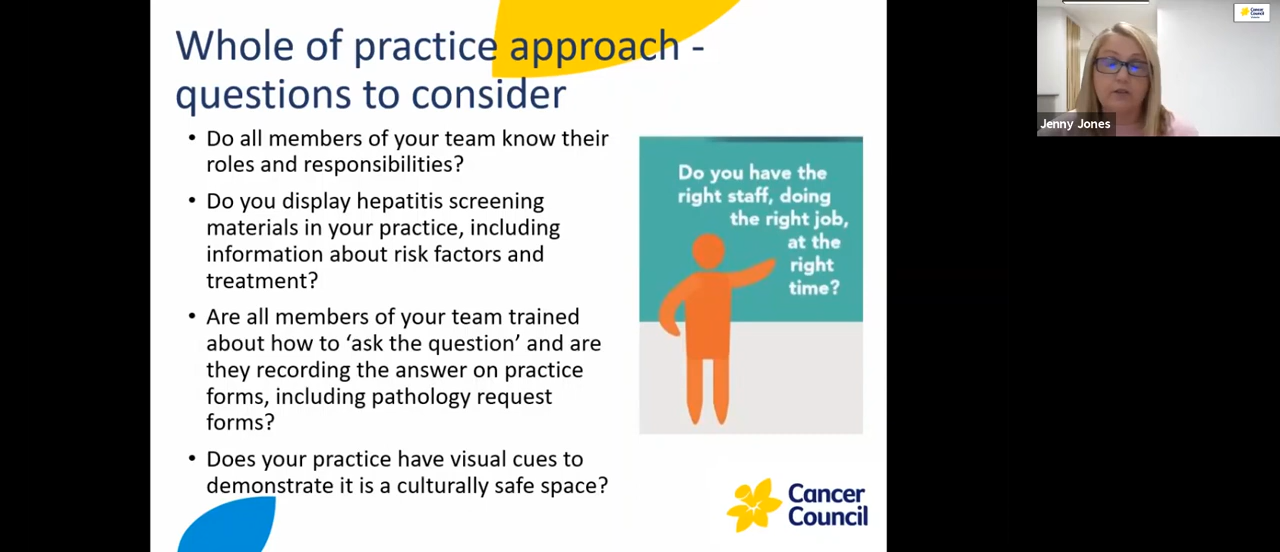 Whole of practice approach -
questions to consider
• Do all members of your team know their
roles and responsibilities?
• Do you display hepatitis screening
materials in your practice, including
information about risk factors and
treatment?
• Are all members of your team trained
about how to ‘ask the question’ and are
they recording the answer on practice
forms, including pathology request
forms?
• Does your practice have visual cues to
demonstrate it is a culturally safe space?
Do you have the
right staff, doing
the right job,
at the
right
time?
Cancer
Council
Jenny Jones
Cancer
Council